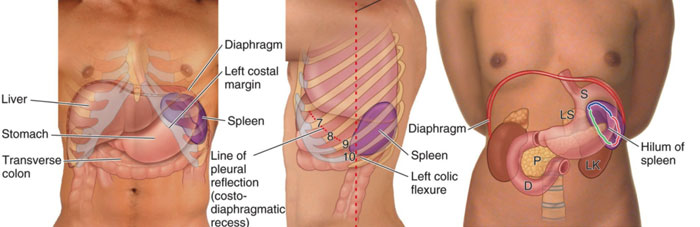 Diaphragm
Left costal
margin
Liver
Spleen
Stomach
Transverse
colon
Line of
pleural
reflection
(costo-
diaphragmatic
recess)
7
8
9
10
Spleen
Left colic
flexure
Diaphragm
S
LS
Hilum of
spleen
P
LK
D